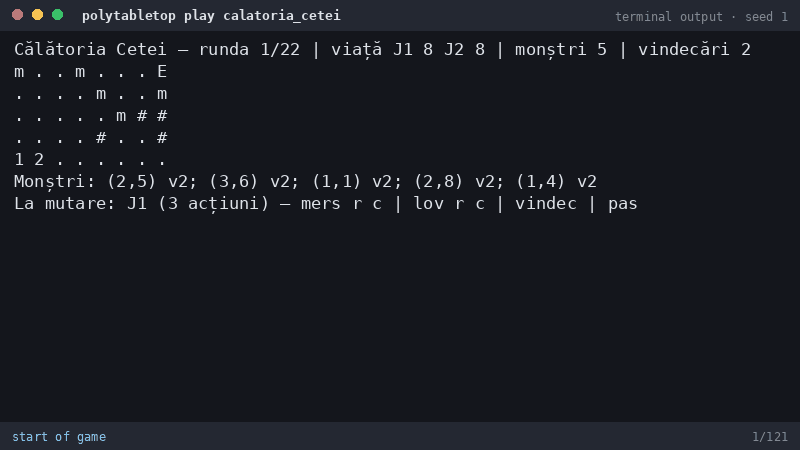 polytabletop play calatoria_cetei
terminal output · seed 1
Călătoria Cetei — runda 1/22 | viață J1 8 J2 8 | monștri 5 | vindecări 2
m . . m . . . E
. . . . m . . m
. . . . . m # #
. . . . # . . #
1 2 . . . . . .
Monștri: (2,5) v2; (3,6) v2; (1,1) v2; (2,8) v2; (1,4) v2
La mutare: J1 (3 acțiuni) — mers r c | lov r c | vindec | pas
start of game
1/121